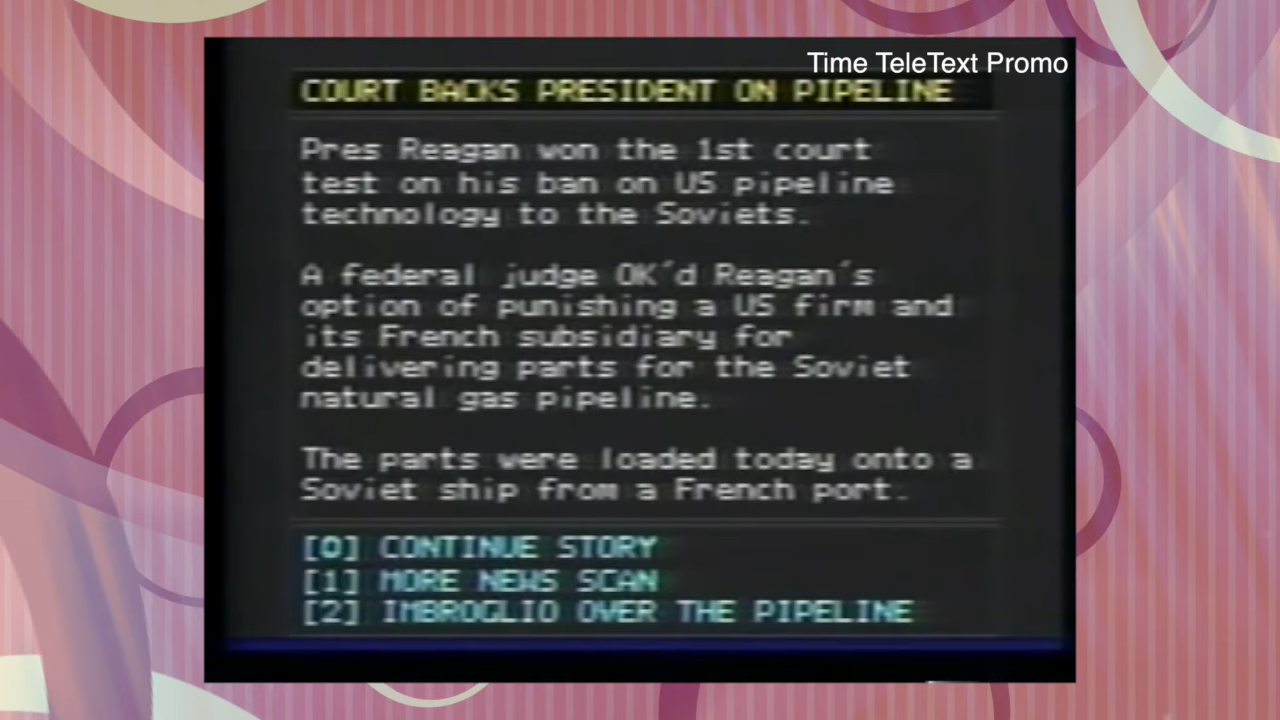 Time TeleText Promo
COURT BACKS PRESIDENT ON PIPELINE
Pres Reagan won the 1st court
test on his ban on US pipeline
technology to the Soviets.
A federal judge OK'd Reagan's
option of punishing a US firm and
its French subsidiary for
delivering parts for the Soviet
natural gas pipeline.
The parts were loaded today onto a
Soviet ship from a French port.
[0] CONTINUE STORY
[1] MORE NEWS SCAN
[2] IMBROGLIO OVER THE PIPELINE